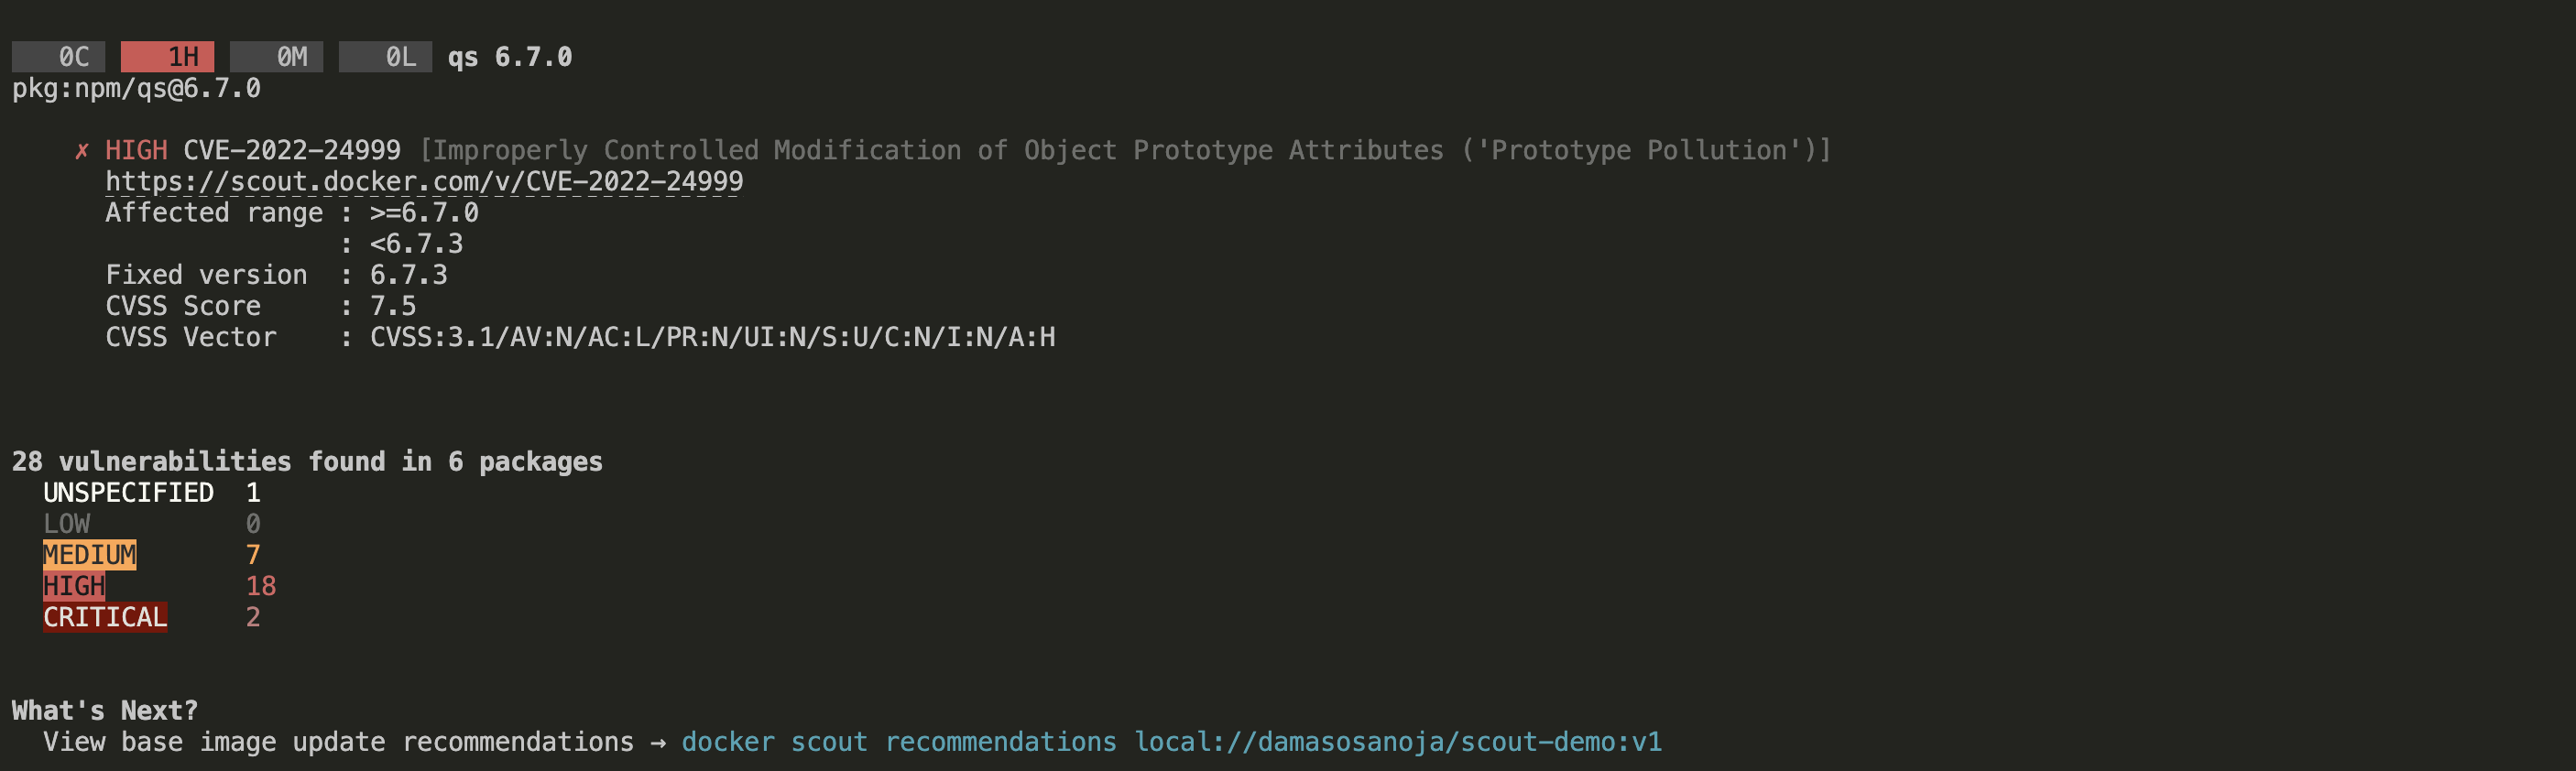 0C 1H 0M 0L qs 6.7.0
pkg:npm/qs@6.7.0
✗ HIGH CVE-2022-24999 [Improperly Controlled Modification of Object Prototype Attributes ('Prototype Pollution')]
https://scout.docker.com/v/CVE-2022-24999
Affected range : >=6.7.0
: <6.7.3
Fixed version : 6.7.3
CVSS Score : 7.5
CVSS Vector : CVSS:3.1/AV:N/AC:L/PR:N/UI:N/S:U/C:N/I:N/A:H
28 vulnerabilities found in 6 packages
UNSPECIFIED 1
LOW 0
MEDIUM 7
HIGH 18
CRITICAL 2
What's Next?
View base image update recommendations → docker scout recommendations local://damasosanoja/scout-demo:v1